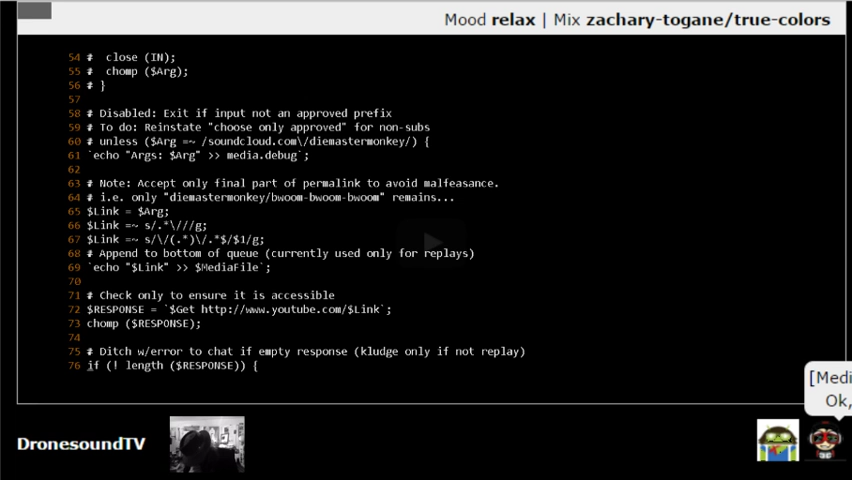 Mood relax | Mix zachary-togane/true-colors
54 #  close (IN);
55 #  chomp ($Arg);
56 # }
57
58 # Disabled: Exit if input not an approved prefix
59 # To do: Reinstate "choose only approved" for non-subs
60 # unless ($Arg =~ /soundcloud.com\/diemastermonkey/) {
61 `echo "Args: $Arg" >> media.debug`;
62
63 # Note: Accept only final part of permalink to avoid malfeasance.
64 # i.e. only "diemastermonkey/bwoom-bwoom-bwoom" remains...
65 $Link = $Arg;
66 $Link =~ s/.*\///g;
67 $Link =~ s/\/(.*)\/.*$/$1/g;
68 # Append to bottom of queue (currently used only for replays)
69 `echo "$Link" >> $MediaFile`;
70
71 # Check only to ensure it is accessible
72 $RESPONSE = `$Get http://www.youtube.com/$Link`;
73 chomp ($RESPONSE);
74
75 # Ditch w/error to chat if empty response (kludge only if not replay)
76 if (! length ($RESPONSE)) {
[Medi
Ok,
DronesoundTV